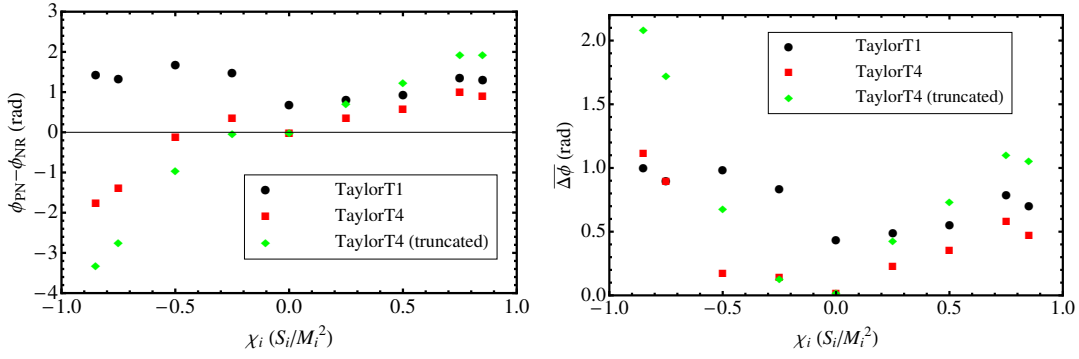 4
3
2
1
0
−1
−2
−3
−4
−1.0 −0.5 0.0 0.5 1.0
ϕPN−ϕNR (rad)
χi (Si/Mi²)
TaylorT1
TaylorT4
TaylorT4 (truncated)
2.0
1.5
1.0
0.5
0.0
−1.0 −0.5 0.0 0.5 1.0
Δϕ̅ (rad)
χi (Si/Mi²)
TaylorT1
TaylorT4
TaylorT4 (truncated)